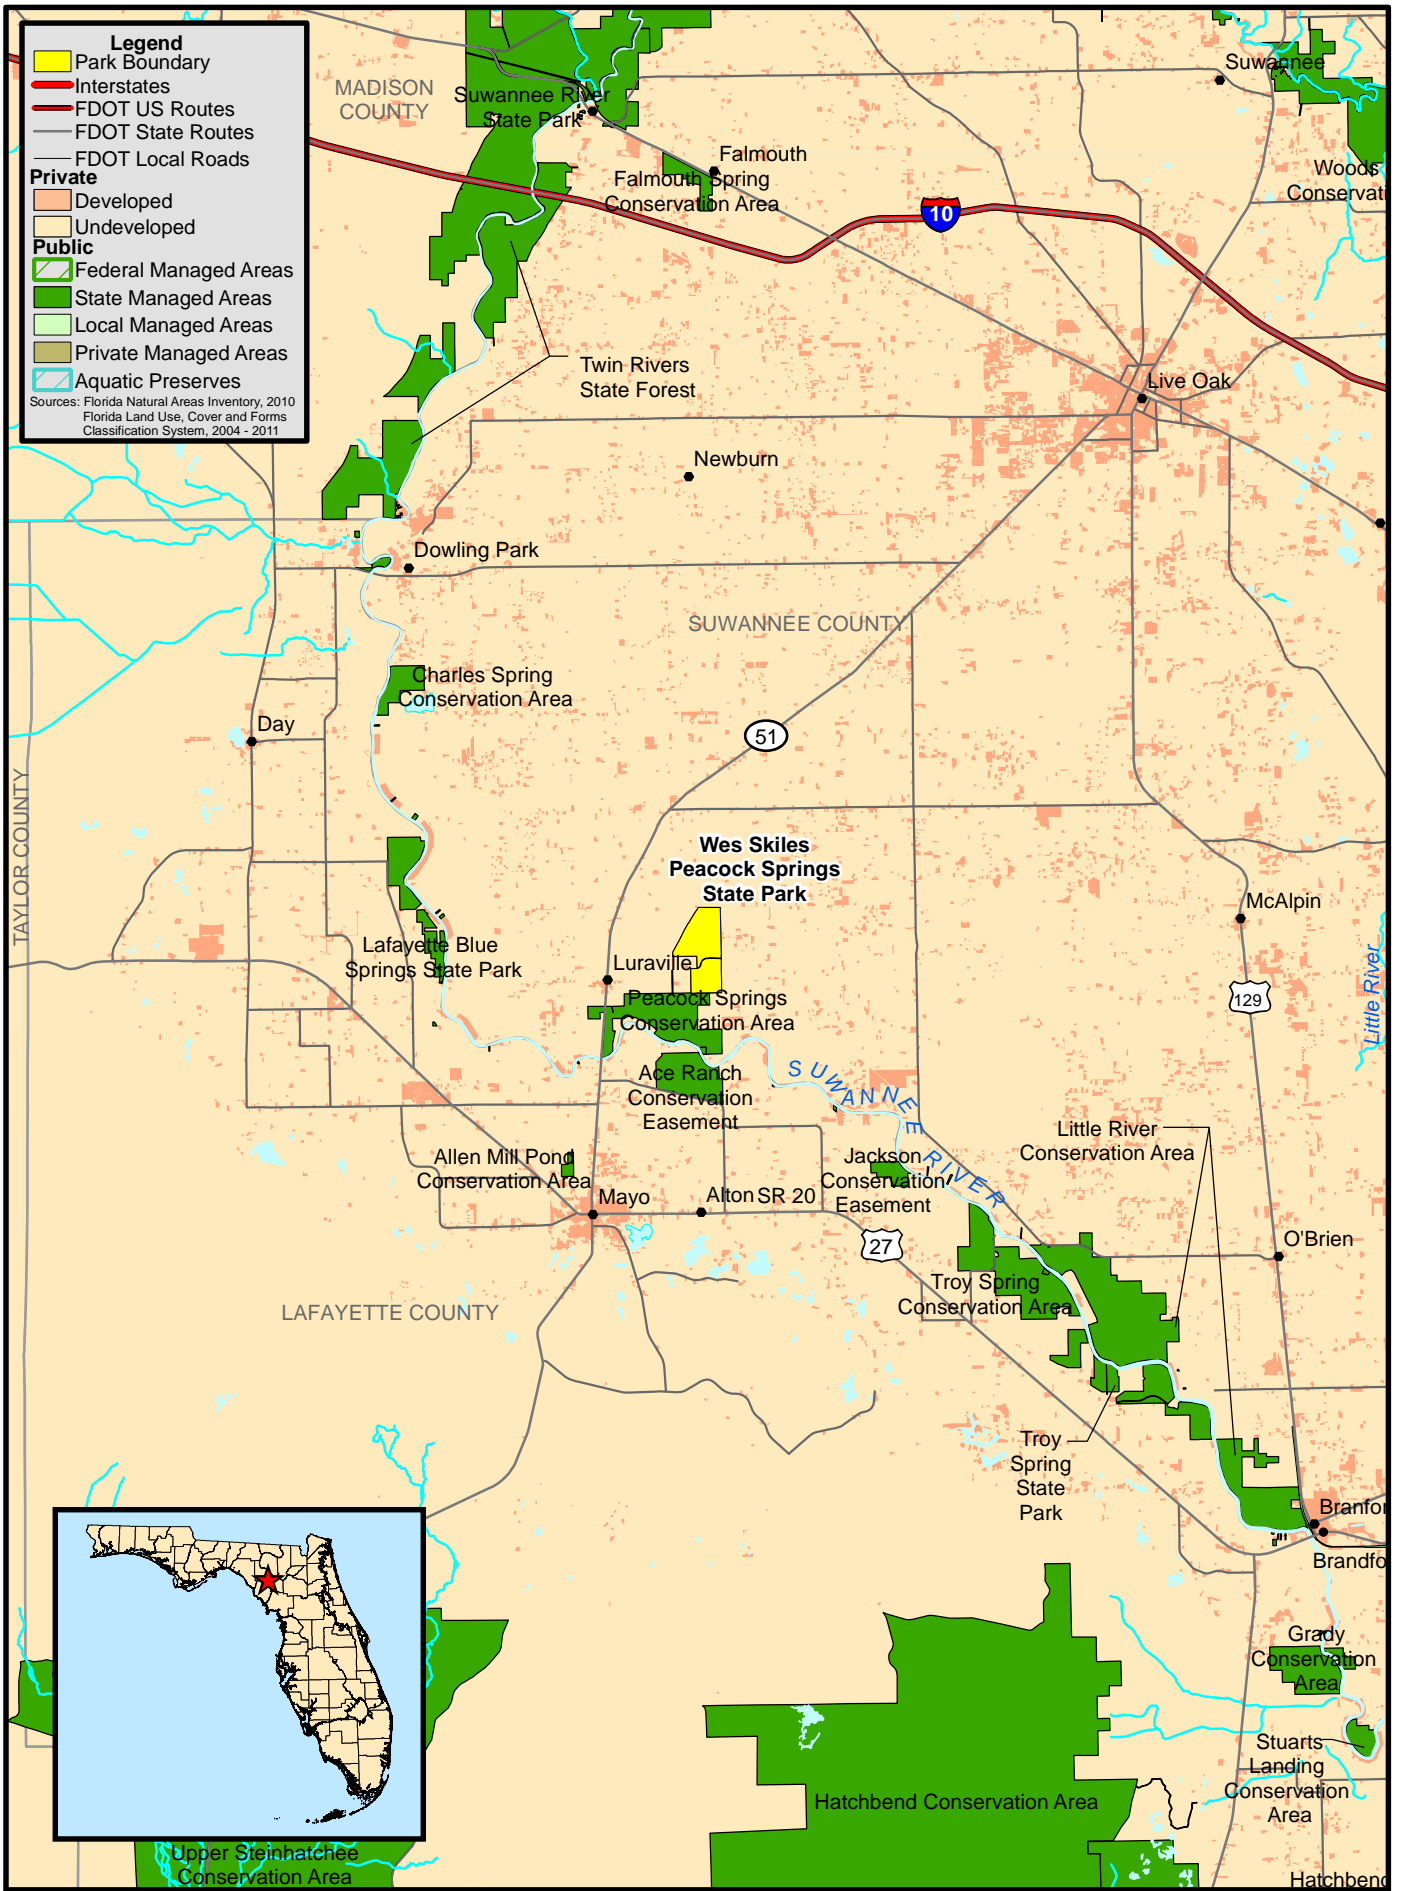 Legend
Park Boundary
Interstates
FDOT US Routes
FDOT State Routes
FDOT Local Roads
Private
Developed
Undeveloped
Public
Federal Managed Areas
State Managed Areas
Local Managed Areas
Private Managed Areas
Aquatic Preserves
Sources: Florida Natural Areas Inventory, 2010
Florida Land Use, Cover and Forms
Classification System, 2004 - 2011
MADISON
COUNTY
Suwannee River
State Park
Suwannee
Falmouth
Falmouth Spring
Conservation Area
Woods
Conservati
10
Twin Rivers
State Forest
Live Oak
Newburn
Dowling Park
SUWANNEE COUNTY
Charles Spring
Conservation Area
Day
51
TAYLOR COUNTY
Wes Skiles
Peacock Springs
State Park
McAlpin
Lafayette Blue
Springs State Park
Luraville
Little River
129
Peacock Springs
Conservation Area
Ace Ranch
Conservation
Easement
SUWANNEE RIVER
Little River
Conservation Area
Allen Mill Pond
Conservation Area
Jackson
Conservation
Easement
Mayo
Alton
SR 20
27
O'Brien
Troy Spring
Conservation Area
LAFAYETTE COUNTY
Troy
Spring
State
Park
Branfor
Brandfo
Grady
Conservation
Area
Stuarts
Landing
Conservation
Area
Hatchbend Conservation Area
Upper Steinhatchee
Conservation Area
Hatchbend